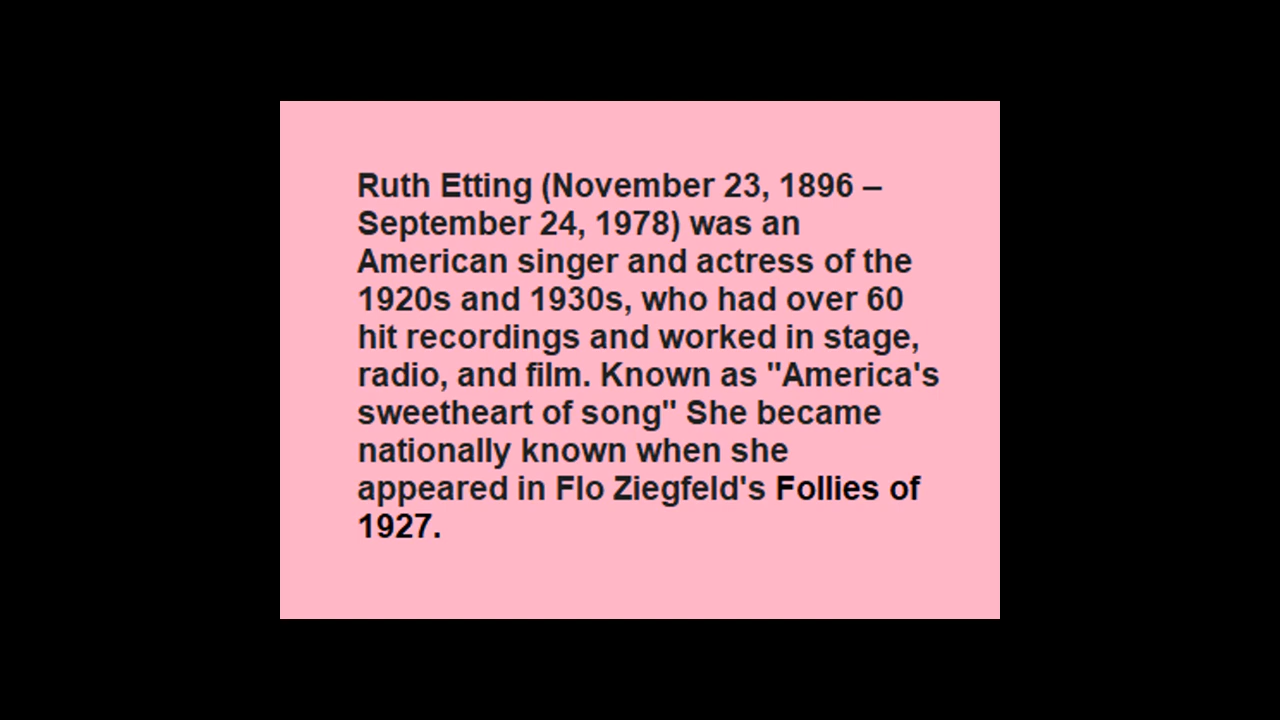 Ruth Etting (November 23, 1896 –
September 24, 1978) was an
American singer and actress of the
1920s and 1930s, who had over 60
hit recordings and worked in stage,
radio, and film. Known as "America's
sweetheart of song" She became
nationally known when she
appeared in Flo Ziegfeld's Follies of
1927.